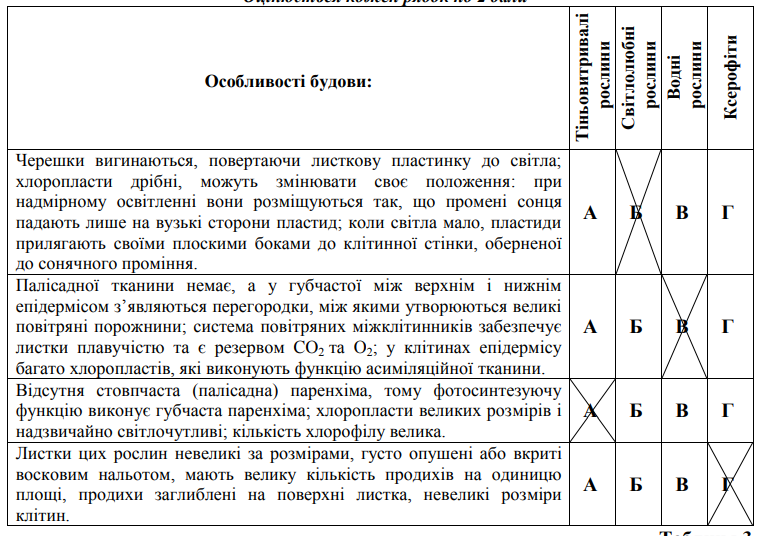 Оцінюється кожен рядок по 2 бали
Особливості будови:
Тіньовитривалі
рослини
Світлолюбні
рослини
Водні
рослини
Ксерофіти
Черешки вигинаються, повертаючи листкову пластинку до світла;
хлоропласти дрібні, можуть змінювати своє положення: при
надмірному освітленні вони розміщуються так, що промені сонця
падають лише на вузькі сторони пластид; коли світла мало, пластиди
прилягають своїми плоскими боками до клітинної стінки, оберненої
до сонячного проміння.
А Б В Г
Палісадної тканини немає, а у губчастої між верхнім і нижнім
епідермісом з’являються перегородки, між якими утворюються великі
повітряні порожнини; система повітряних міжклітинників забезпечує
листки плавучістю та є резервом CO2 та O2; у клітинах епідермісу
багато хлоропластів, які виконують функцію асиміляційної тканини.
А Б В Г
Відсутня стовпчаста (палісадна) паренхіма, тому фотосинтезуючу
функцію виконує губчаста паренхіма; хлоропласти великих розмірів і
надзвичайно світлочутливі; кількість хлорофілу велика.
А Б В Г
Листки цих рослин невеликі за розмірами, густо опушені або вкриті
восковим нальотом, мають велику кількість продихів на одиницю
площі, продихи заглиблені на поверхні листка, невеликі розміри
клітин.
А Б В Г